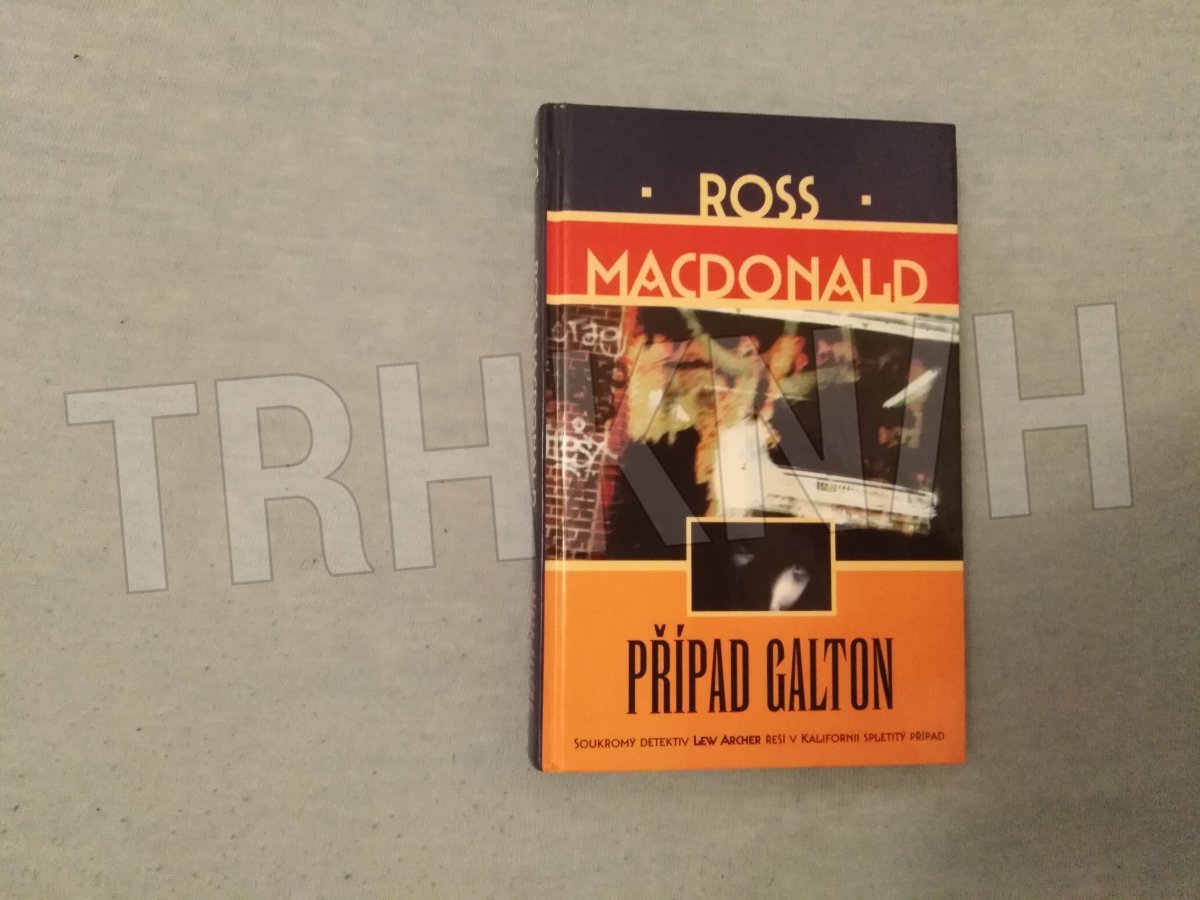 · ROSS ·
MACDONALD
PŘÍPAD GALTON
SOUKROMÝ DETEKTIV LEW ARCHER ŘEŠÍ V KALIFORNII SPLETITÝ PŘÍPAD
TRHKNIH